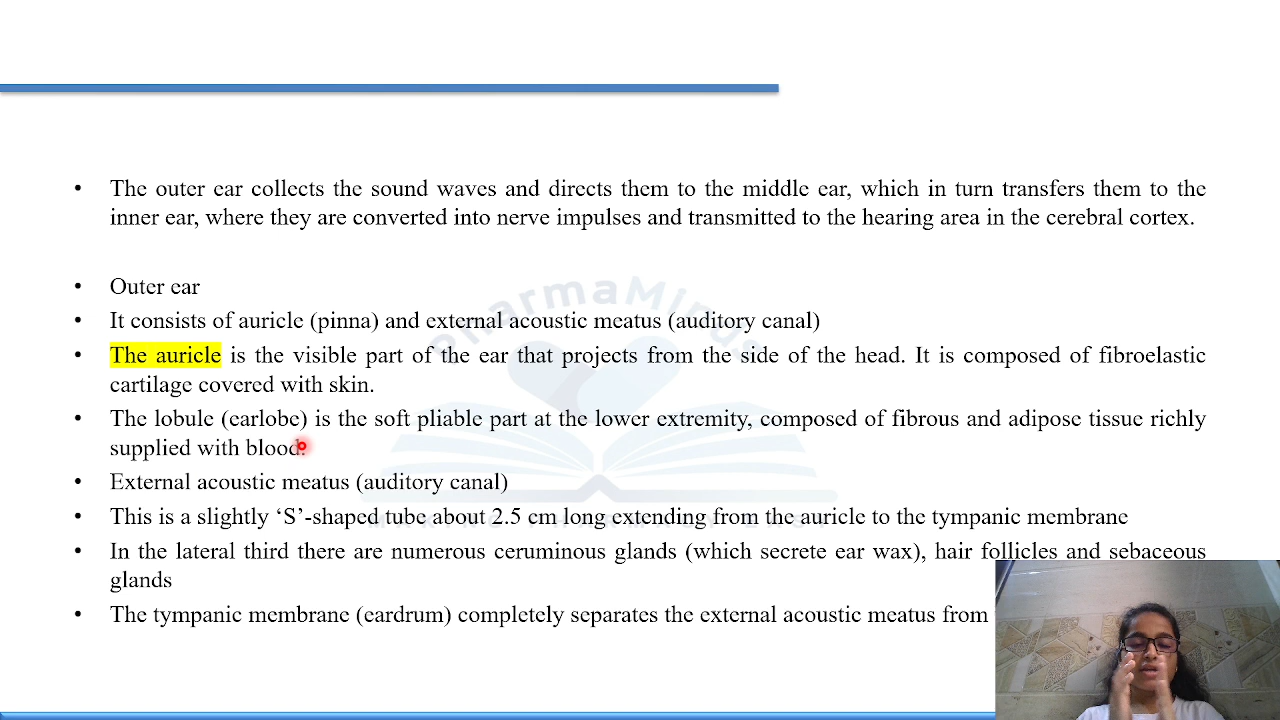 The outer ear collects the sound waves and directs them to the middle ear, which in turn transfers them to the
inner ear, where they are converted into nerve impulses and transmitted to the hearing area in the cerebral cortex.
Outer ear
It consists of auricle (pinna) and external acoustic meatus (auditory canal)
The auricle is the visible part of the ear that projects from the side of the head. It is composed of fibroelastic
cartilage covered with skin.
The lobule (earlobe) is the soft pliable part at the lower extremity, composed of fibrous and adipose tissue richly
supplied with blood.
External acoustic meatus (auditory canal)
This is a slightly ‘S’-shaped tube about 2.5 cm long extending from the auricle to the tympanic membrane
In the lateral third there are numerous ceruminous glands (which secrete ear wax), hair follicles and sebaceous
glands
The tympanic membrane (eardrum) completely separates the external acoustic meatus from
PharmaMinds